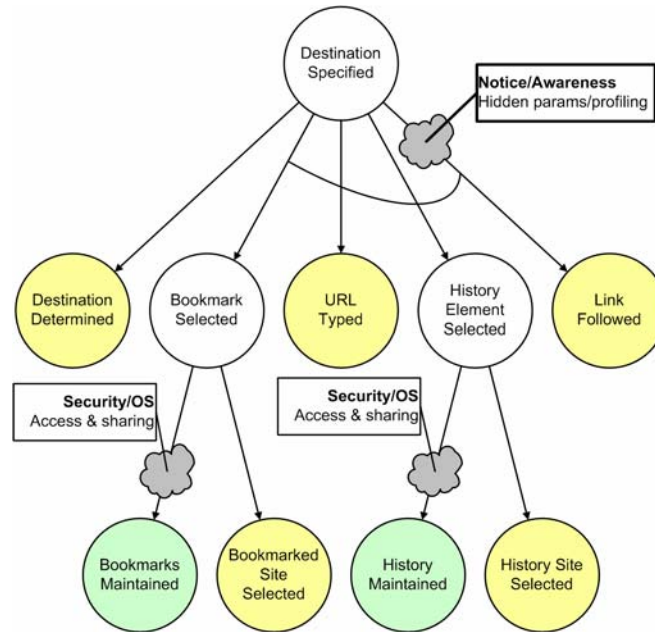 Destination
Specified
Notice/Awareness
Hidden params/profiling
Destination
Determined
Bookmark
Selected
URL
Typed
History
Element
Selected
Link
Followed
Security/OS
Access & sharing
Security/OS
Access & sharing
Bookmarks
Maintained
Bookmarked
Site
Selected
History
Maintained
History Site
Selected